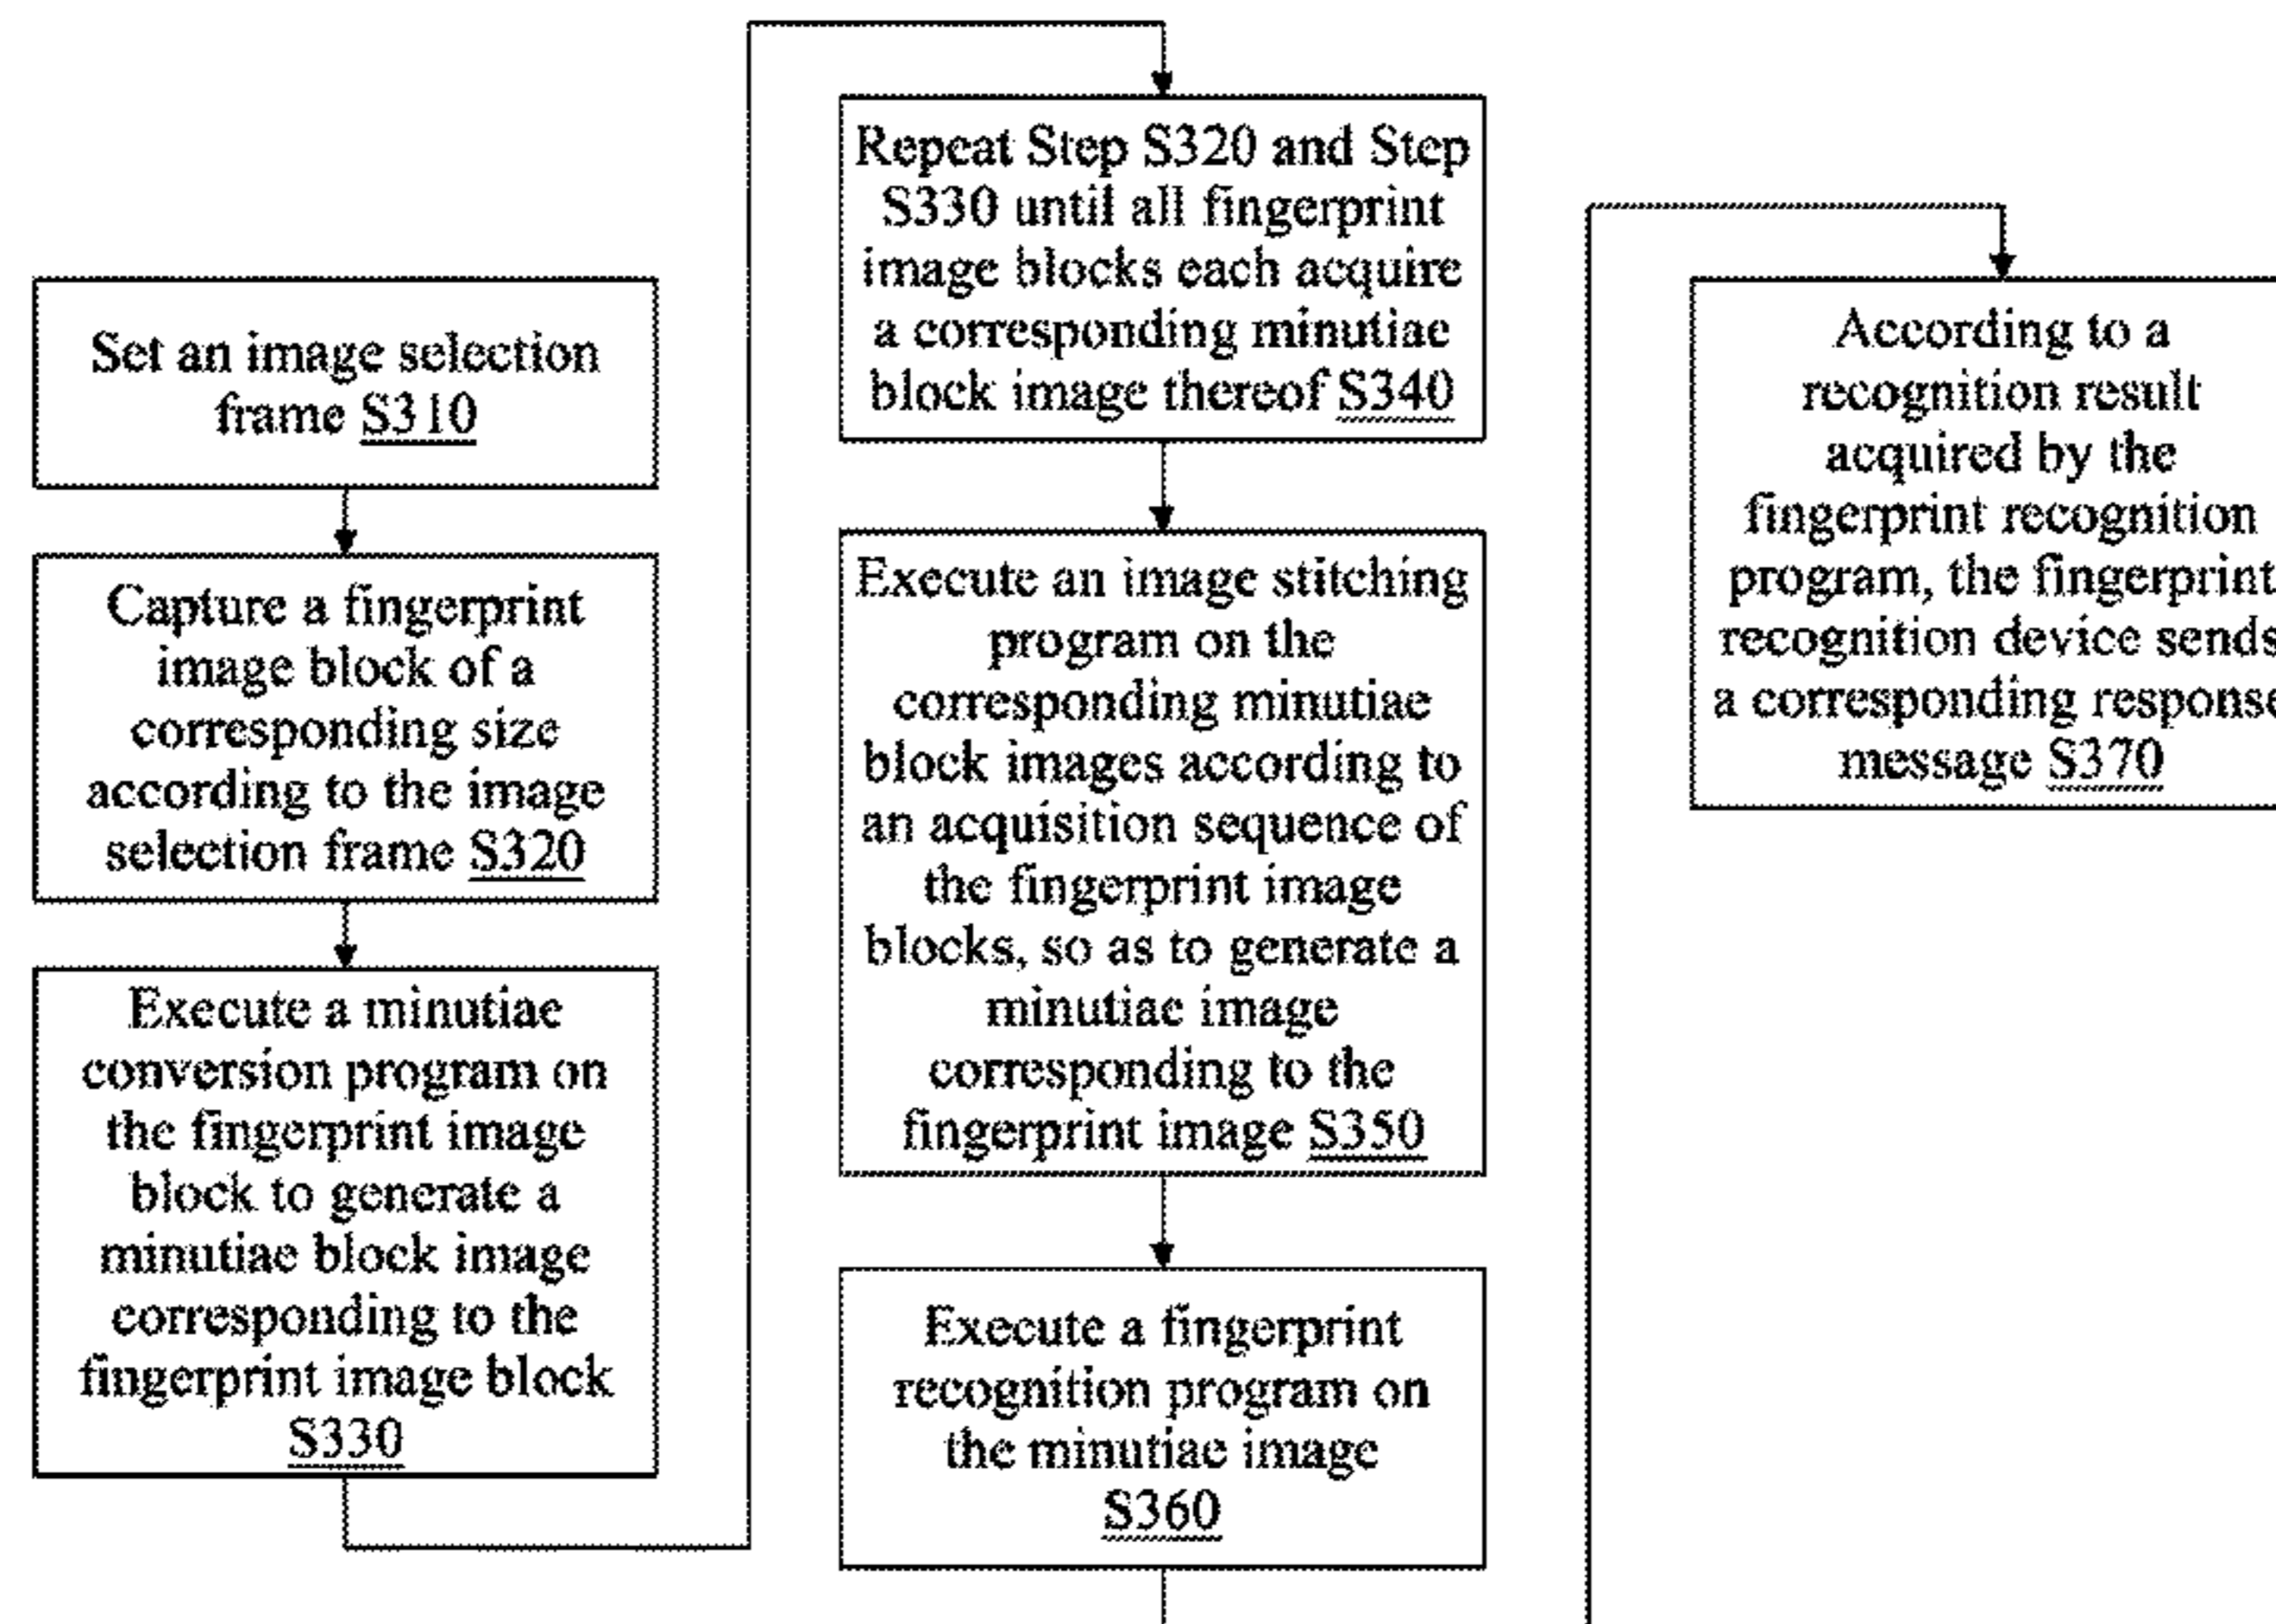 Set an image selection
frame S310
Capture a fingerprint
image block of a
corresponding size
according to the image
selection frame S320
Execute a minutiae
conversion program on
the fingerprint image
block to generate a
minutiae block image
corresponding to the
fingerprint image block
S330
Repeat Step S320 and Step
S330 until all fingerprint
image blocks each acquire
a corresponding minutiae
block image thereof S340
Execute an image stitching
program on the
corresponding minutiae
block images according to
an acquisition sequence of
the fingerprint image
blocks, so as to generate a
minutiae image
corresponding to the
fingerprint image S350
Execute a fingerprint
recognition program on
the minutiae image
S360
According to a
recognition result
acquired by the
fingerprint recognition
program, the fingerprint
recognition device sends
a corresponding response
message S370